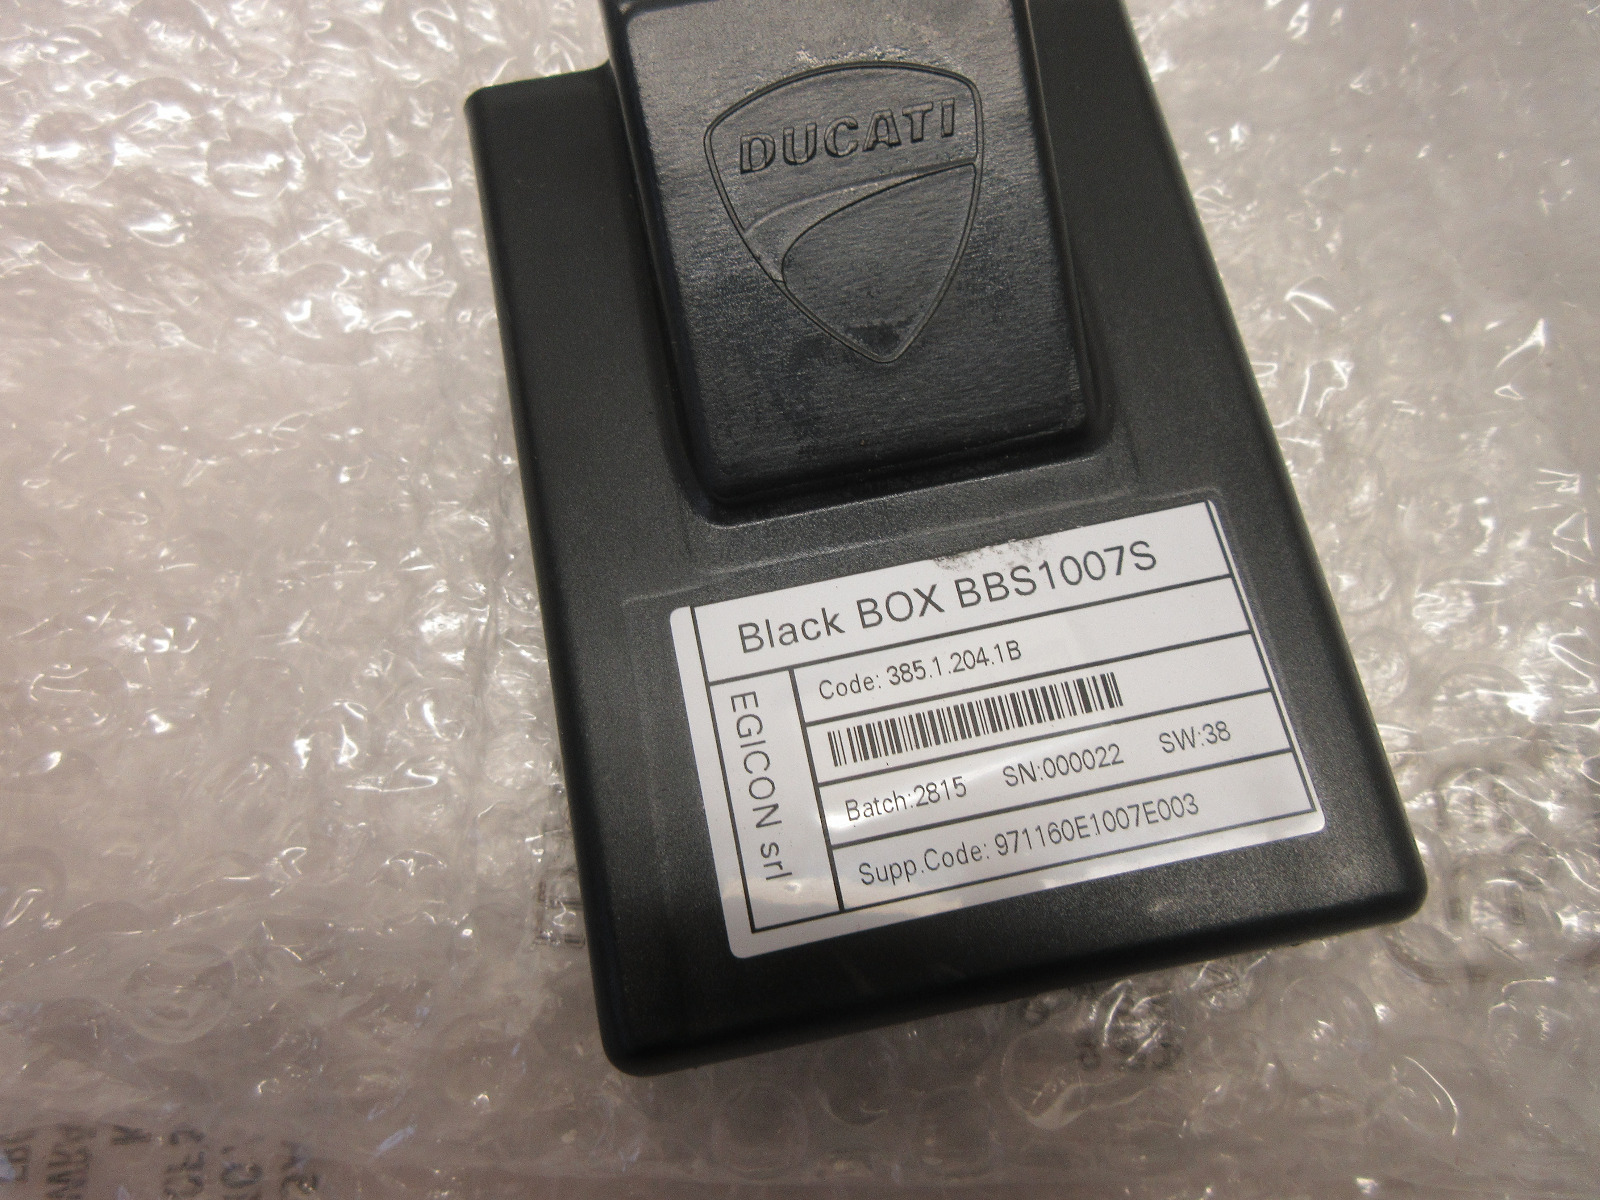 DUCATI
Black BOX BBS1007S
EGICON srl
Code: 385.1.204.1B
Batch:2815 SN:000022 SW:38
Supp.Code: 971160E1007E003